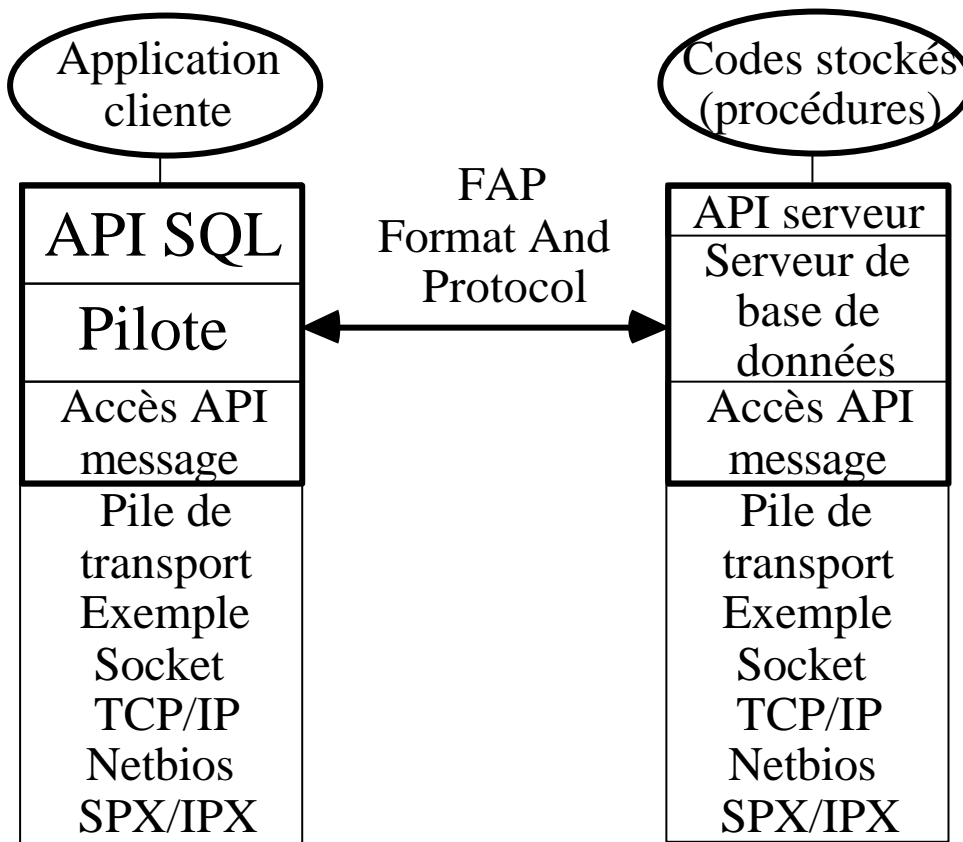 Application
cliente
API SQL
Pilote
Accès API
message
Pile de
transport
Exemple
Socket
TCP/IP
Netbios
SPX/IPX
FAP
Format And
Protocol
Codes stockés
(procédures)
API serveur
Serveur de
base de
données
Accès API
message
Pile de
transport
Exemple
Socket
TCP/IP
Netbios
SPX/IPX